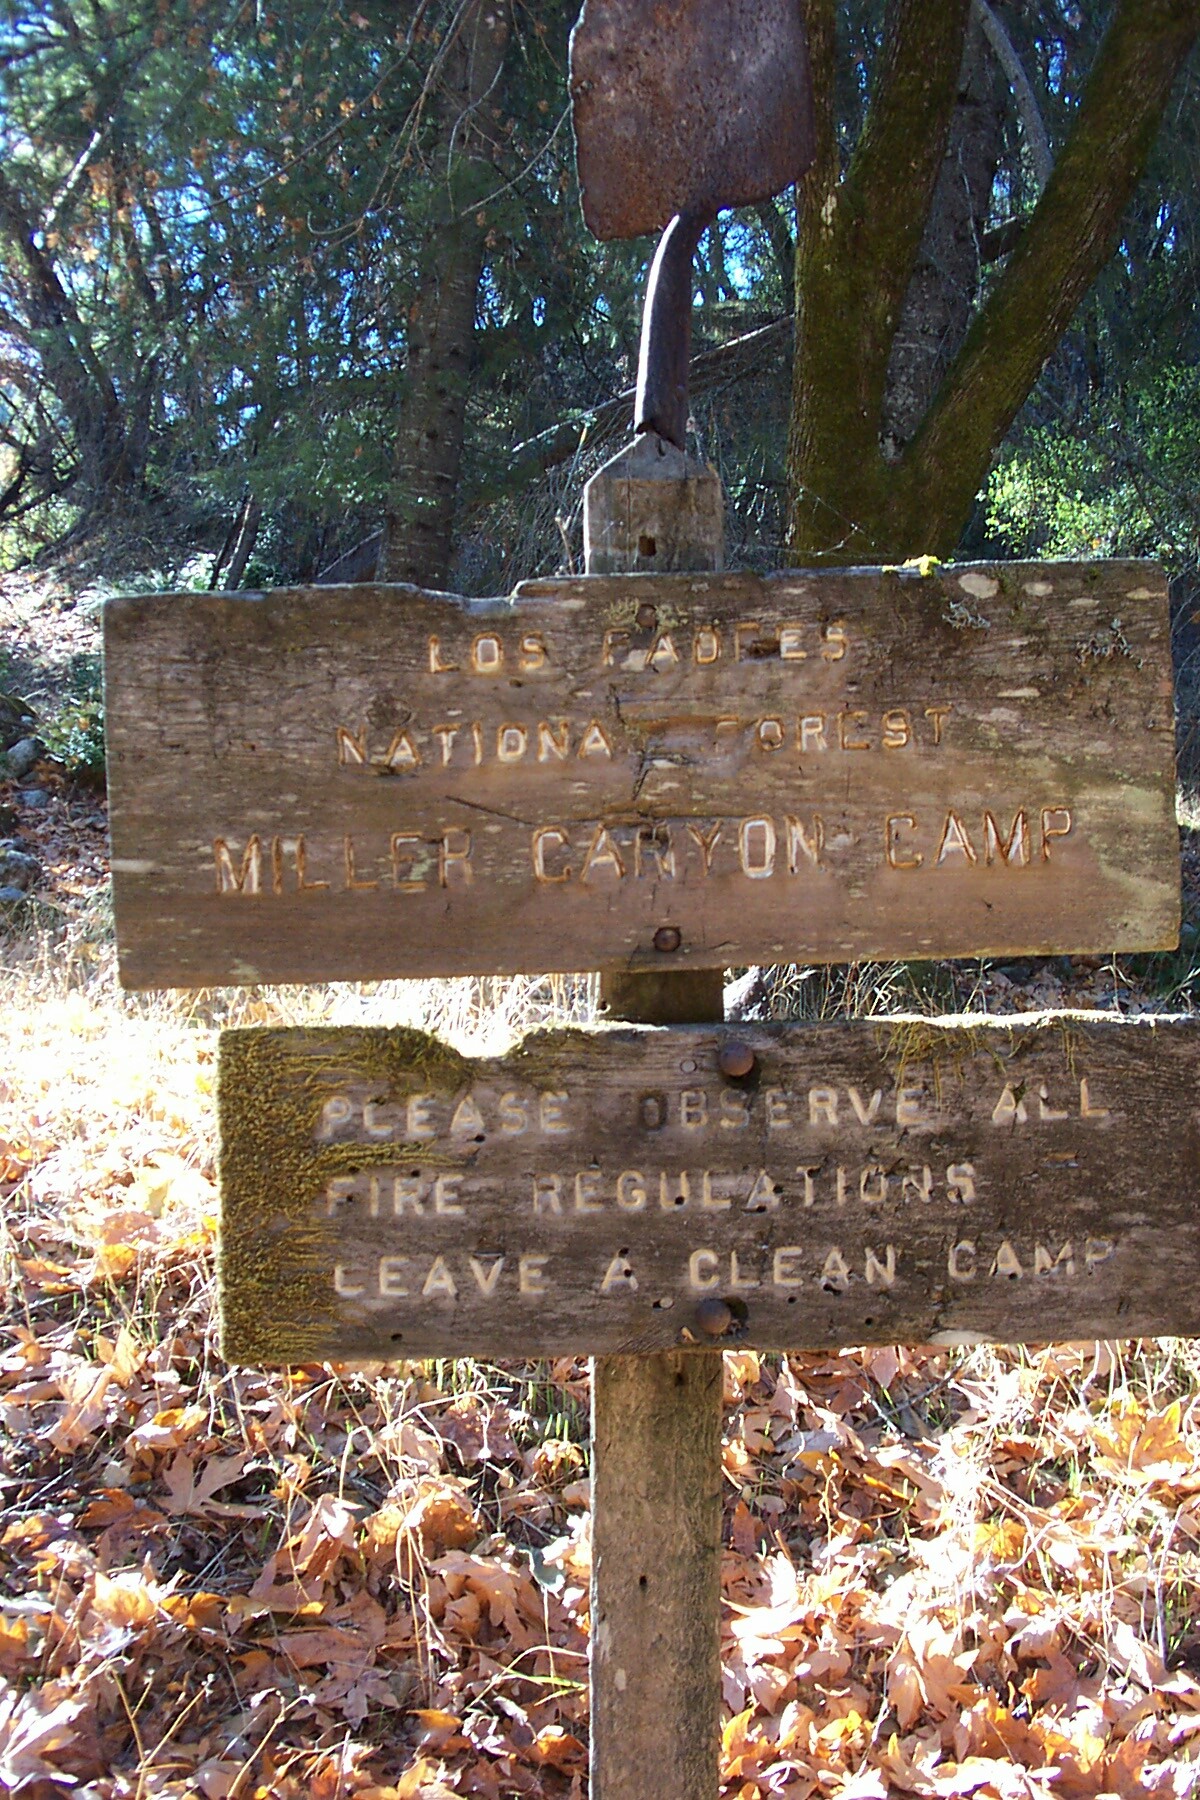 LOS PADRES
NATIONAL FOREST
MILLER CANYON CAMP
PLEASE OBSERVE ALL
FIRE REGULATIONS
LEAVE A CLEAN CAMP